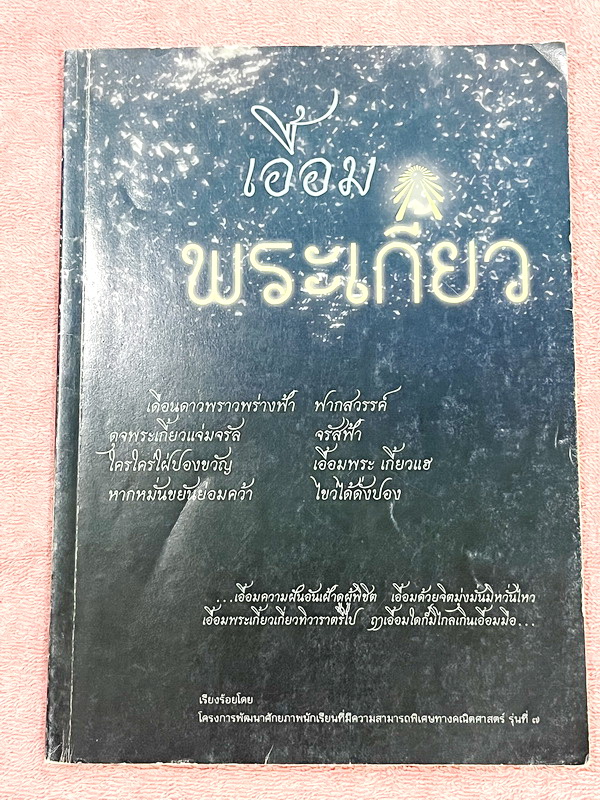 เอื้อม
พระเกี้ยว
เดือนดาวพราวพร่างฟ้า ฟากสวรรค์
ดุจพระเกี้ยวแจ่มจรัล จรัสฟ้า
ใครใคร่ใฝ่ปองขวัญ เอื้อมพระ เกี้ยวแฮ
หากหมั่นขยันย่อมคว้า ไขว่ได้ดั่งปอง
...เอื้อมความฝันอันเฝ้าดูผู้พิชิต เอื้อมด้วยจิตมุ่งมั่นมิหวั่นไหว
เอื้อมพระเกี้ยวเกี่ยวทิวาราตรีไป ฤๅเอื้อมใดก็มิไกลเกินเอื้อมมือ...
เรียงร้อยโดย
โครงการพัฒนาศักยภาพนักเรียนที่มีความสามารถพิเศษทางคณิตศาสตร์ รุ่นที่ ๗